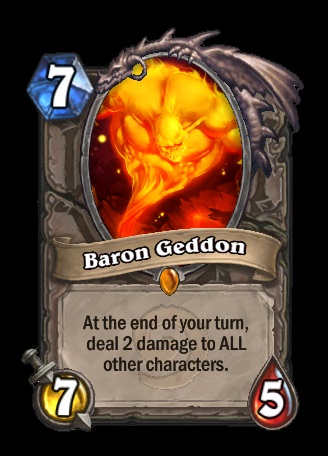 7
Baron Geddon
At the end of your turn,
deal 2 damage to ALL
other characters.
7
5